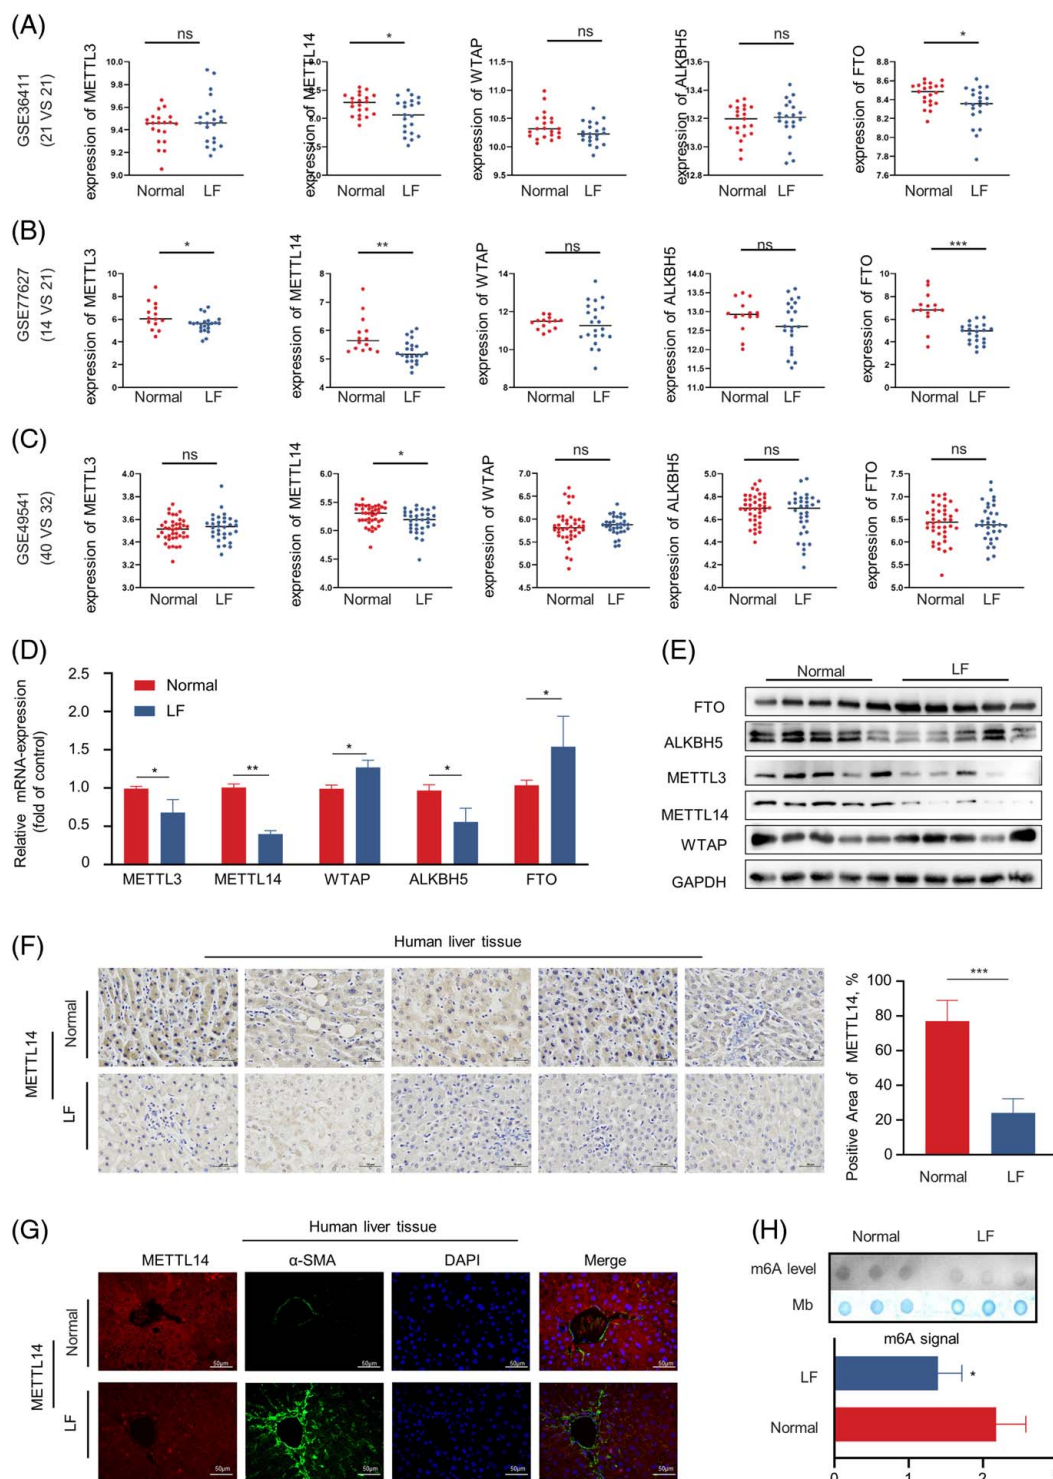 (A)
GSE36411
(21 VS 21)
expression of METTL3
10.0
9.8
9.6
9.4
9.2
9.0
ns
Normal LF
expression of METTL14
*
Normal LF
expression of WTAP
11.5
11.0
10.5
10.0
9.5
ns
Normal LF
expression of ALKBH5
13.6
13.4
13.2
13.0
12.8
ns
Normal LF
expression of FTO
8.8
8.6
8.4
8.2
8.0
7.8
7.6
*
Normal LF
(B)
GSE77627
(14 VS 21)
expression of METTL3
10
8
6
4
2
0
*
Normal LF
expression of METTL14
8
7
6
5
4
**
Normal LF
expression of WTAP
14
12
10
8
ns
Normal LF
expression of ALKBH5
14.0
13.5
13.0
12.5
12.0
11.5
11.0
ns
Normal LF
expression of FTO
10
8
6
4
2
0
***
Normal LF
(C)
GSE49541
(40 VS 32)
expression of METTL3
4.0
3.8
3.6
3.4
3.2
3.0
ns
Normal LF
expression of METTL14
6.0
5.5
5.0
4.5
4.0
*
Normal LF
expression of WTAP
7.0
6.5
6.0
5.5
5.0
4.5
ns
Normal LF
expression of ALKBH5
5.0
4.8
4.6
4.4
4.2
4.0
ns
Normal LF
expression of FTO
7.5
7.0
6.5
6.0
5.5
5.0
ns
Normal LF
(D)
Relative mRNA-expression
(fold of control)
2.5
2.0
1.5
1.0
0.5
0
Normal
LF
*
**
*
*
*
METTL3 METTL14 WTAP ALKBH5 FTO
(E)
Normal LF
FTO
ALKBH5
METTL3
METTL14
WTAP
GAPDH
(F)
Human liver tissue
METTL14
Normal
LF
Positive Area of METTL14, %
100
80
60
40
20
0
***
Normal LF
(G)
Human liver tissue
METTL14 α-SMA DAPI Merge
METTL14
Normal
50μm 50μm 50μm 50μm
LF
50μm 50μm 50μm 50μm
(H)
Normal LF
m6A level
Mb
m6A signal
LF
*
Normal
0 1 2